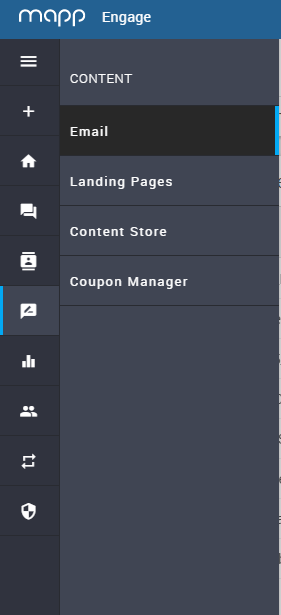 mapp Engage
CONTENT
Email
Landing Pages
Content Store
Coupon Manager